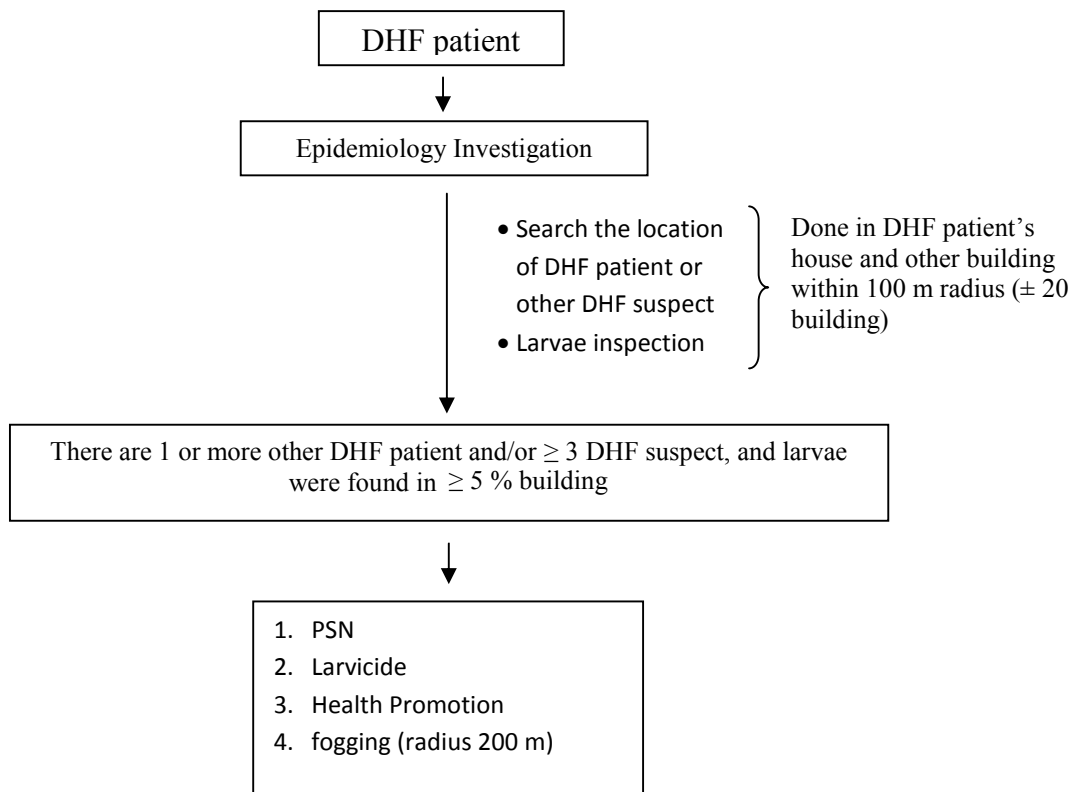 DHF patient
Epidemiology Investigation
• Search the location
of DHF patient or
other DHF suspect
• Larvae inspection
Done in DHF patient's
house and other building
within 100 m radius (± 20
building)
There are 1 or more other DHF patient and/or ≥ 3 DHF suspect, and larvae
were found in ≥ 5 % building
1. PSN
2. Larvicide
3. Health Promotion
4. fogging (radius 200 m)